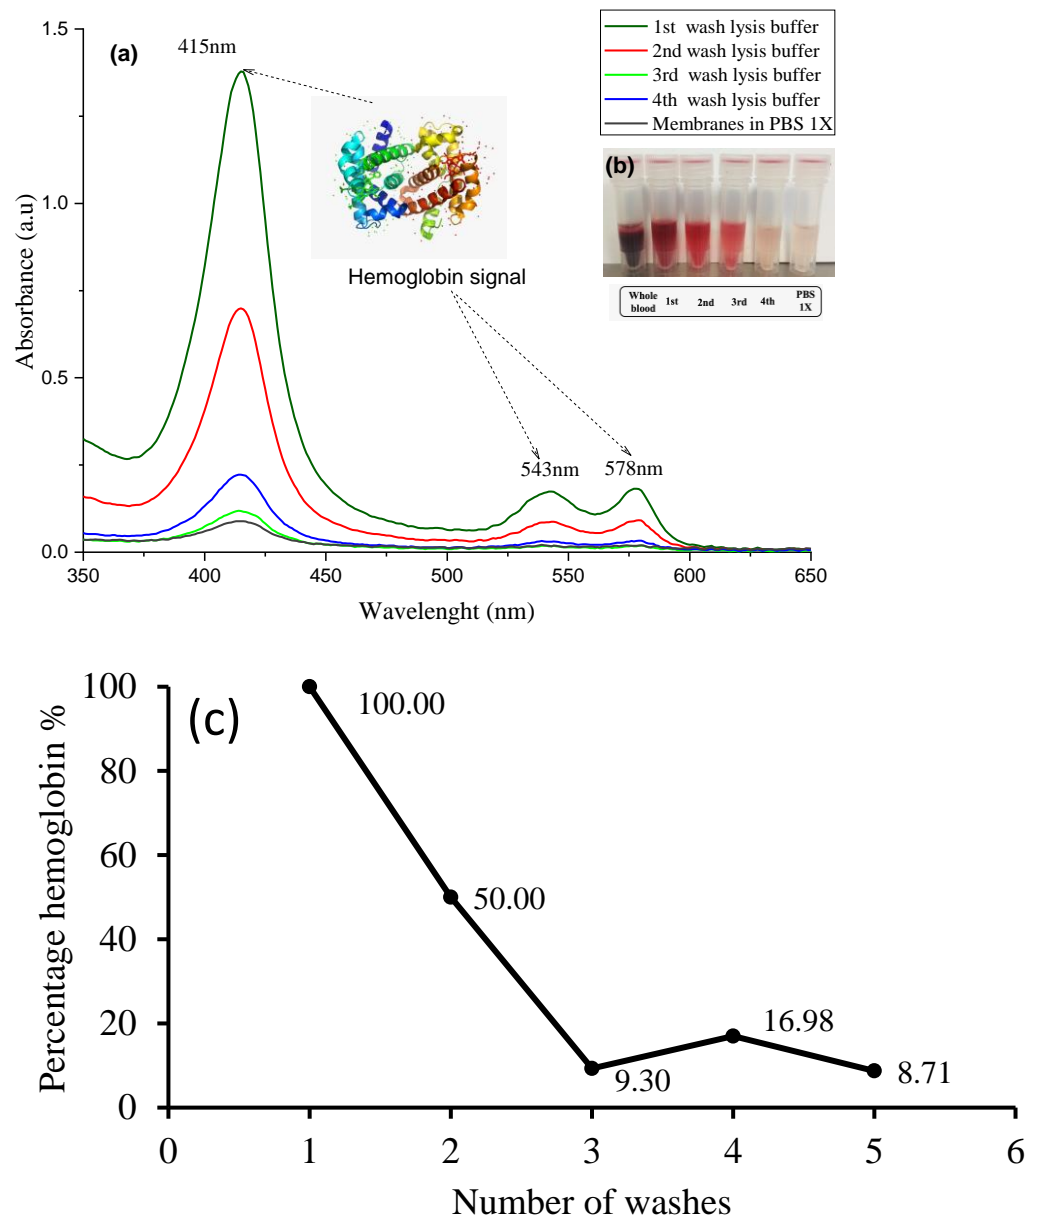 1.5
(a)
415nm
1st wash lysis buffer
2nd wash lysis buffer
3rd wash lysis buffer
4th wash lysis buffer
Membranes in PBS 1X
(b)
Whole blood 1st 2nd 3rd 4th PBS 1X
1.0
Absorbance (a.u)
Hemoglobin signal
0.5
543nm 578nm
0.0
350 400 450 500 550 600 650
Wavelenght (nm)
(c)
Percentage hemoglobin %
100
80
60
40
20
0
100.00
50.00
9.30
16.98
8.71
0 1 2 3 4 5 6
Number of washes